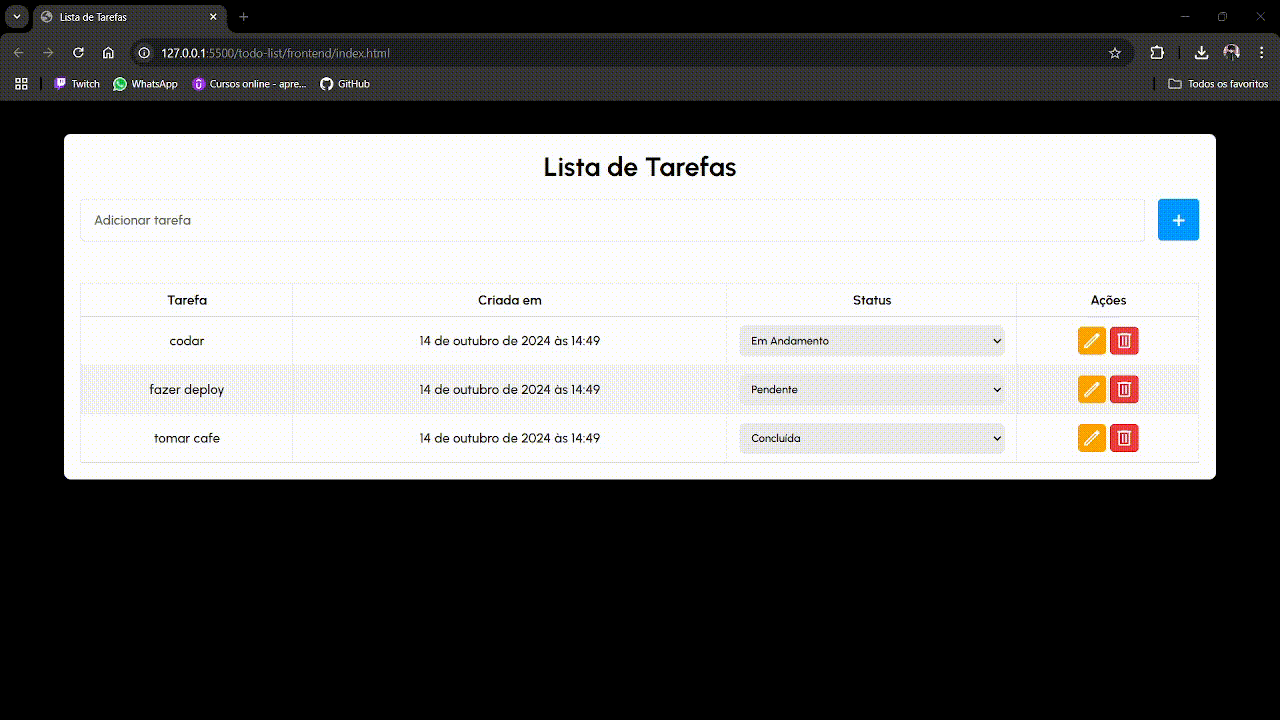 Lista de Tarefas
127.0.0.1:5500/todo-list/frontend/index.html
Twitch WhatsApp Cursos online - apre... GitHub Todos os favoritos
Lista de Tarefas
Adicionar tarefa
+
Tarefa Criada em Status Ações
codar 14 de outubro de 2024 às 14:49 Em Andamento
fazer deploy 14 de outubro de 2024 às 14:49 Pendente
tomar cafe 14 de outubro de 2024 às 14:49 Concluída